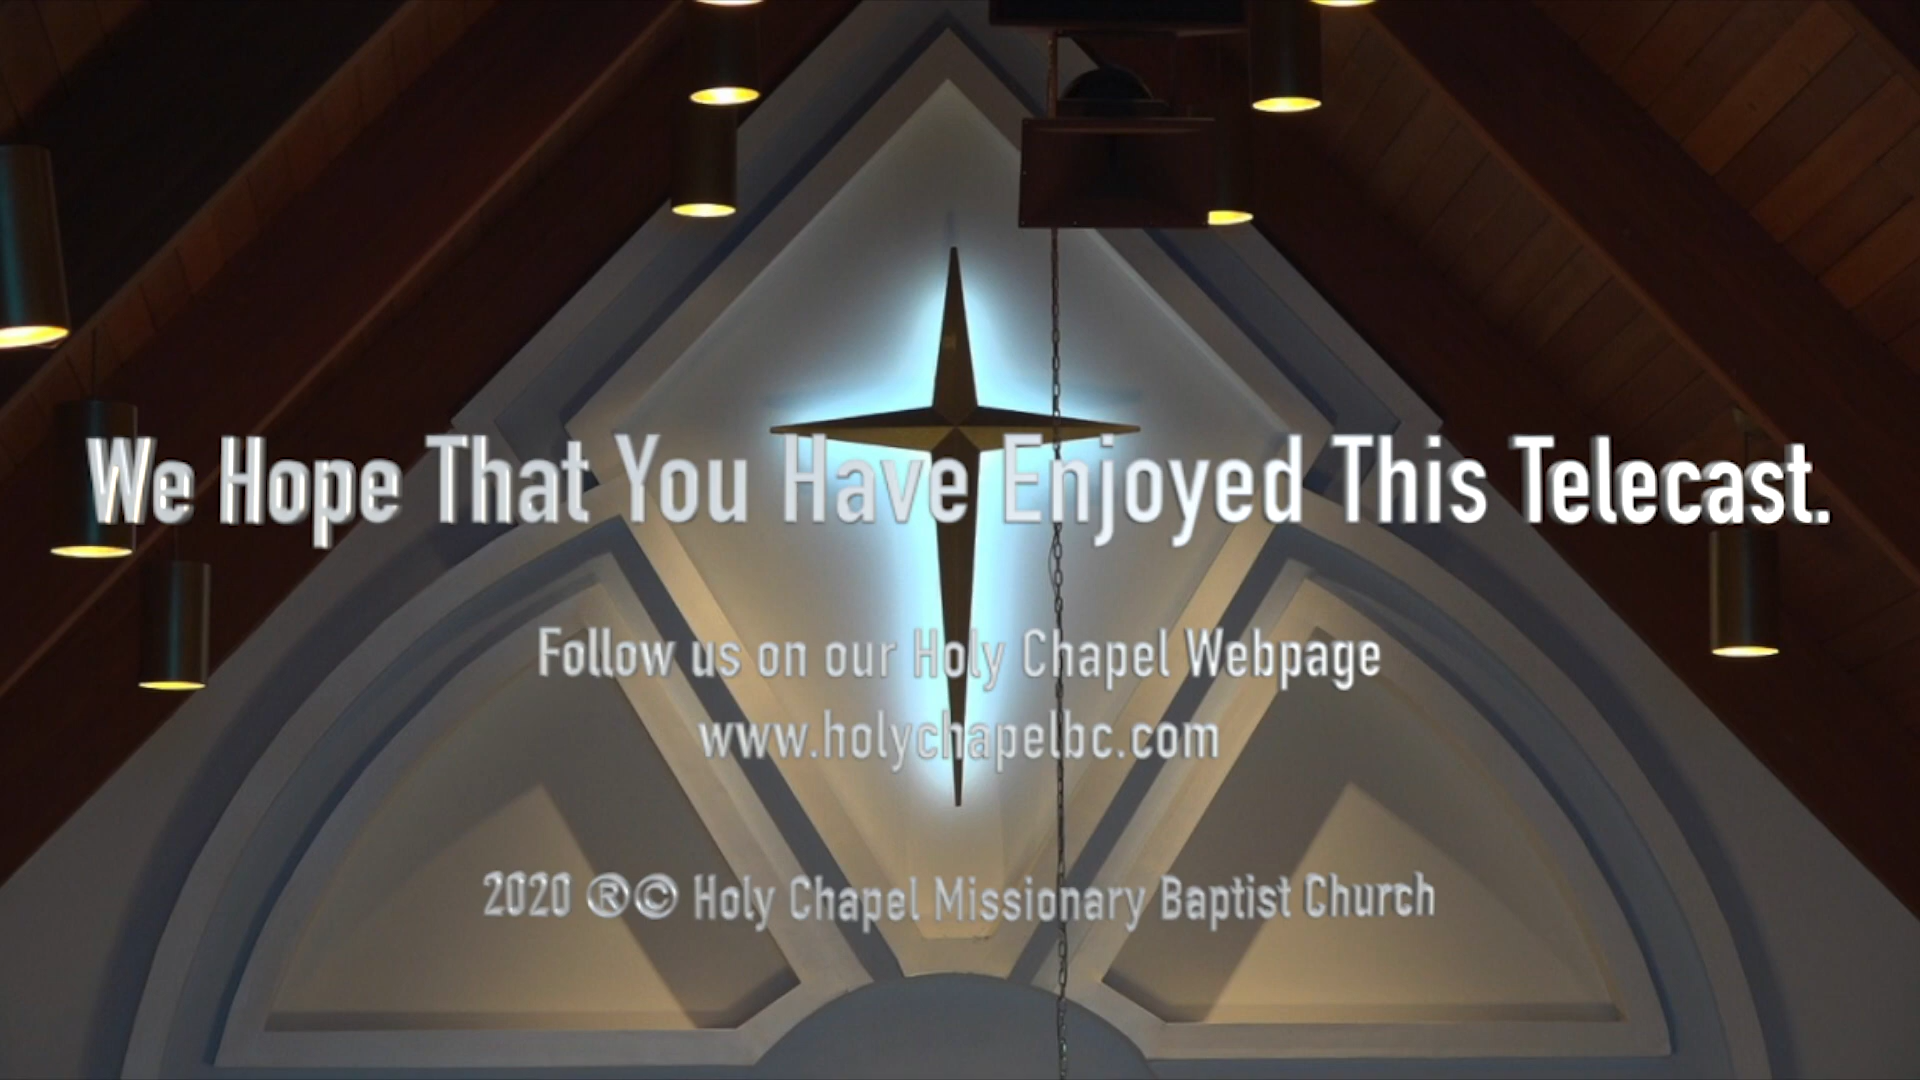 We Hope That You Have Enjoyed This Telecast.
Follow us on our Holy Chapel Webpage
www.holychapelbc.com
2020 ®© Holy Chapel Missionary Baptist Church